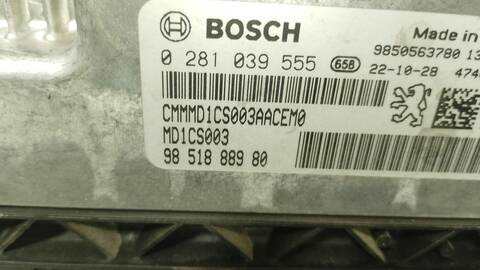 BOSCH
Made in
0 281 039 555 658
9850563780 13
22-10-28 474
CMMMD1CS003AACEM0
MD1CS003
98 518 889 80